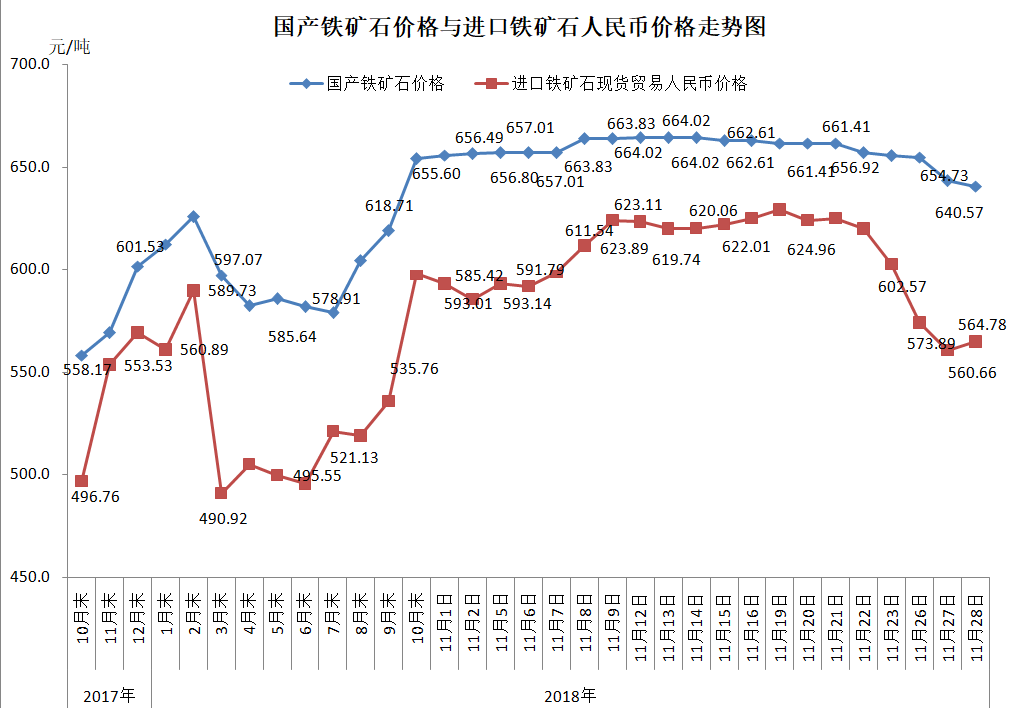 国产铁矿石价格与进口铁矿石人民币价格走势图
元/吨
国产铁矿石价格
进口铁矿石现货贸易人民币价格
700.0
650.0
600.0
550.0
500.0
450.0
558.17
601.53
597.07
585.64
578.91
618.71
655.60
656.49
656.80
657.01
657.01
663.83
663.83
664.02
664.02
664.02
662.61
662.61
661.41
661.41
656.92
654.73
640.57
496.76
553.53
560.89
589.73
490.92
495.55
521.13
535.76
593.01
585.42
593.14
591.79
611.54
623.89
623.11
619.74
620.06
622.01
624.96
602.57
573.89
560.66
564.78
10月末
11月末
12月末
1月末
2月末
3月末
4月末
5月末
6月末
7月末
8月末
9月末
10月末
11月1日
11月2日
11月5日
11月6日
11月7日
11月8日
11月9日
11月12日
11月13日
11月14日
11月15日
11月16日
11月19日
11月20日
11月21日
11月22日
11月23日
11月26日
11月27日
11月28日
2017年
2018年